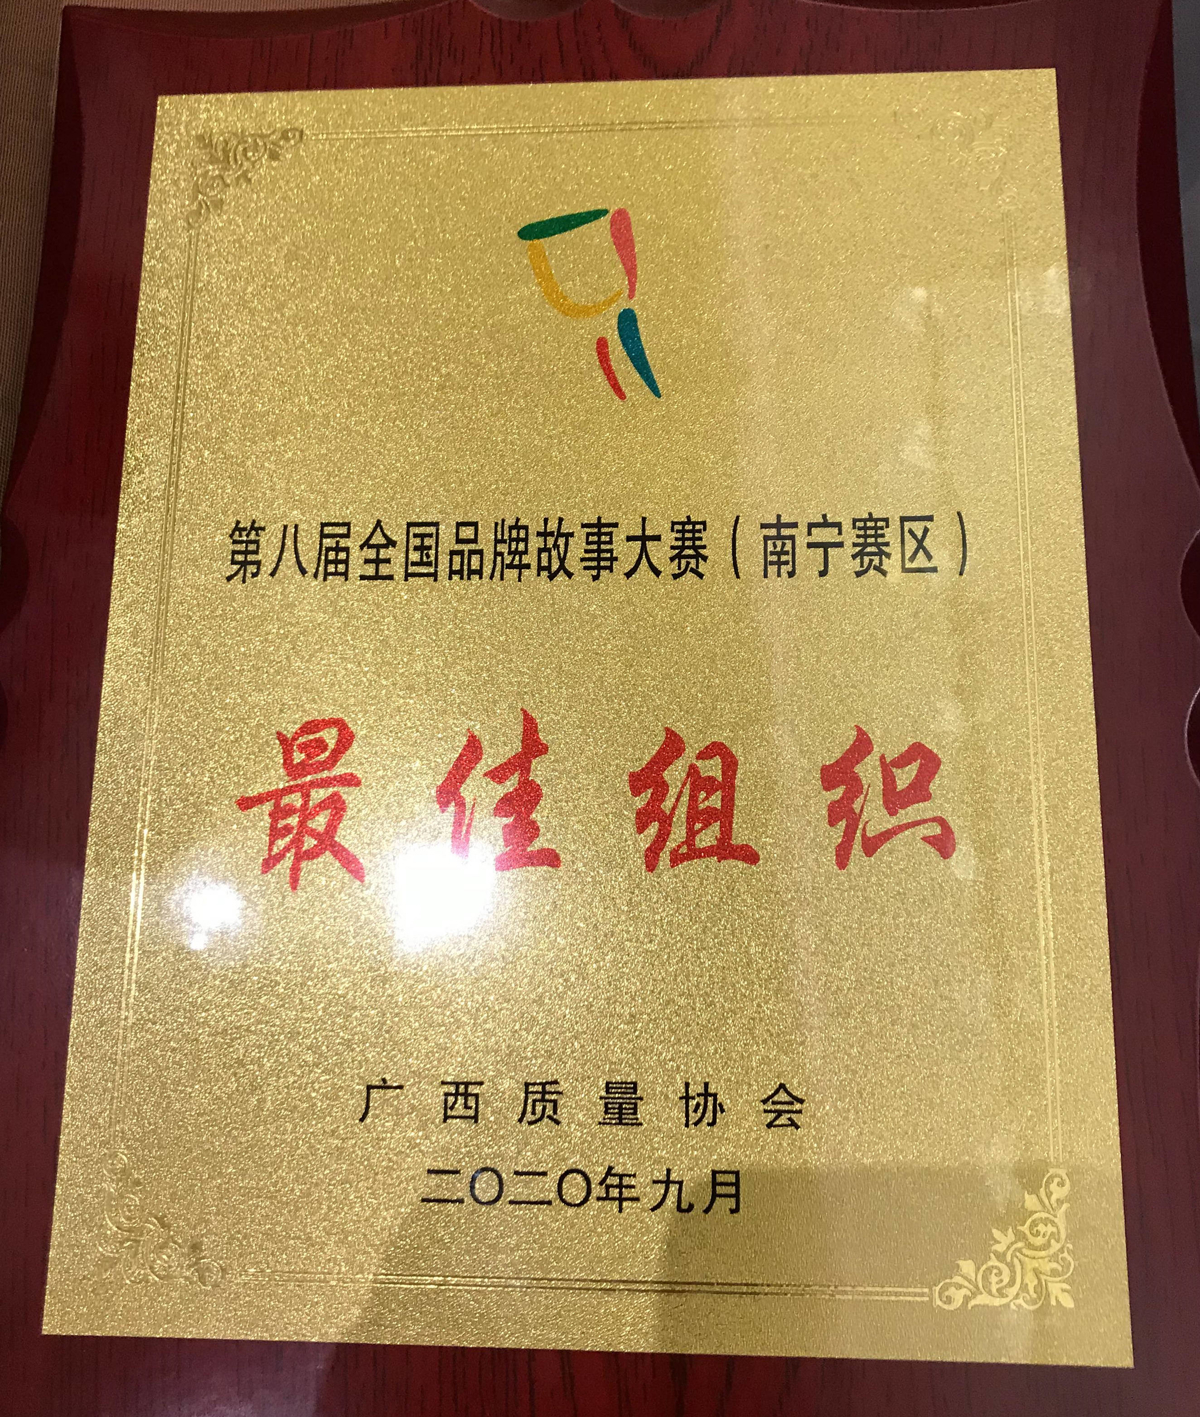 第八届全国品牌故事大赛（南宁赛区）
最佳组织
广西质量协会
二〇二〇年九月